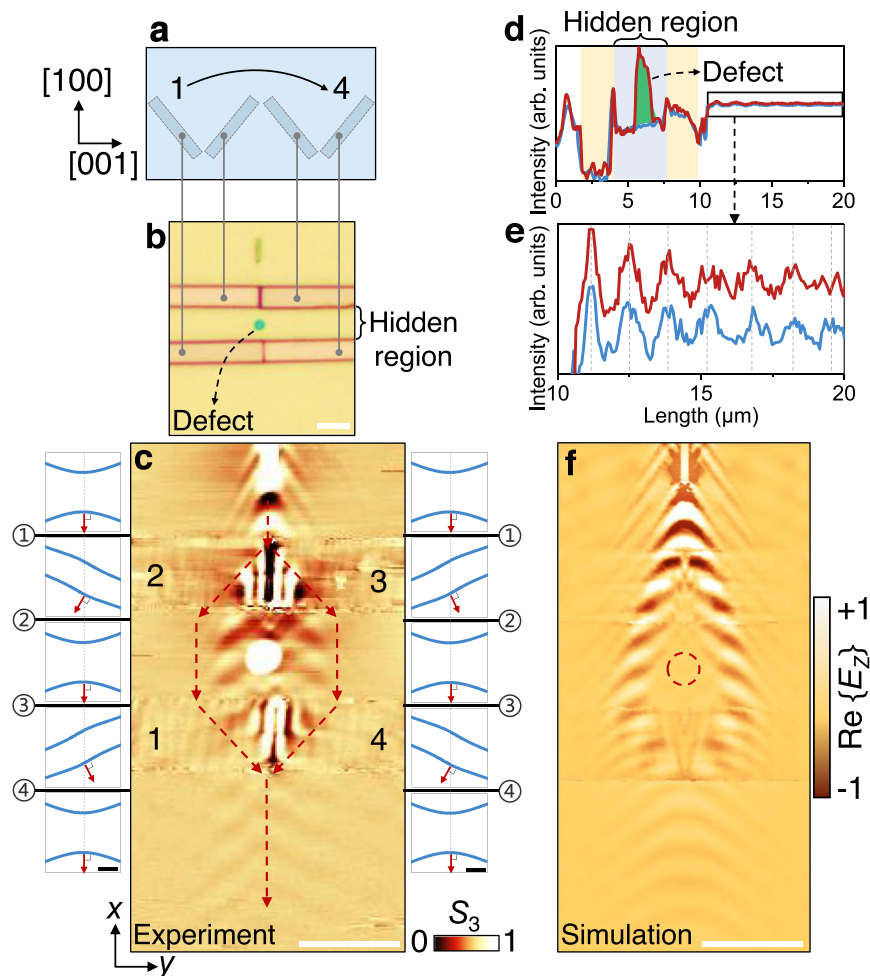 a
[100]
[001]
1
4
b
Hidden
region
Defect
d
Hidden region
Defect
Intensity (arb. units)
0
5
10
15
20
e
Intensity (arb. units)
10
15
20
Length (μm)
c
①
①
2
3
②
②
③
③
1
4
④
④
x
y
Experiment
S₃
0
1
f
Simulation
+1
Re {E_Z}
-1